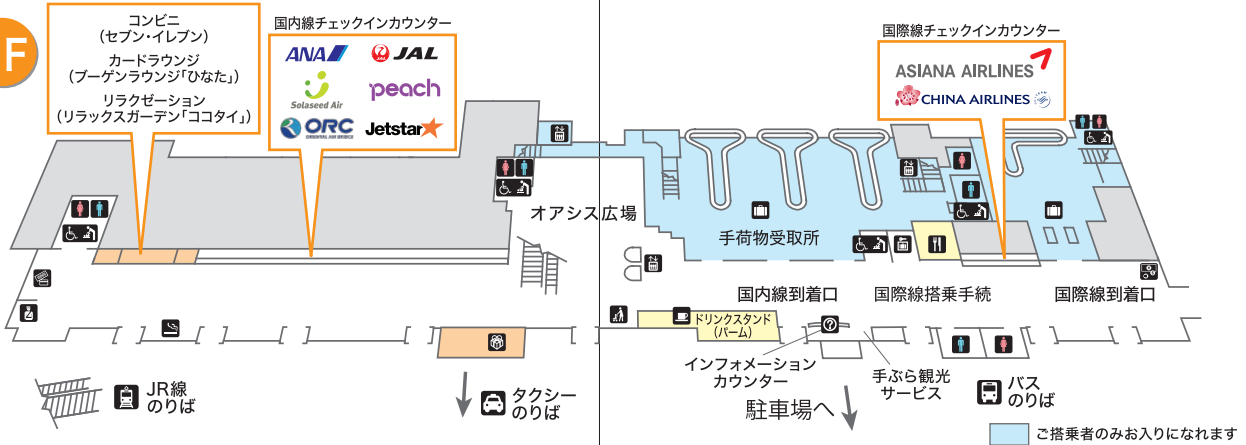 F
コンビニ
(セブン・イレブン)
カードラウンジ
(ブーゲンラウンジ「ひなた」)
リラクゼーション
(リラックスガーデン「ココタイ」)
国内線チェックインカウンター
ANA
JAL
Solaseed Air
peach
ORC
ORIENTAL AIR BRIDGE
Jetstar
国際線チェックインカウンター
ASIANA AIRLINES
CHINA AIRLINES
オアシス広場
手荷物受取所
国内線到着口
国際線搭乗手続
国際線到着口
ドリンクスタンド
(パーム)
インフォメーション
カウンター
手ぶら観光
サービス
JR線
のりば
タクシー
のりば
駐車場へ
バス
のりば
ご搭乗者のみお入りになれます